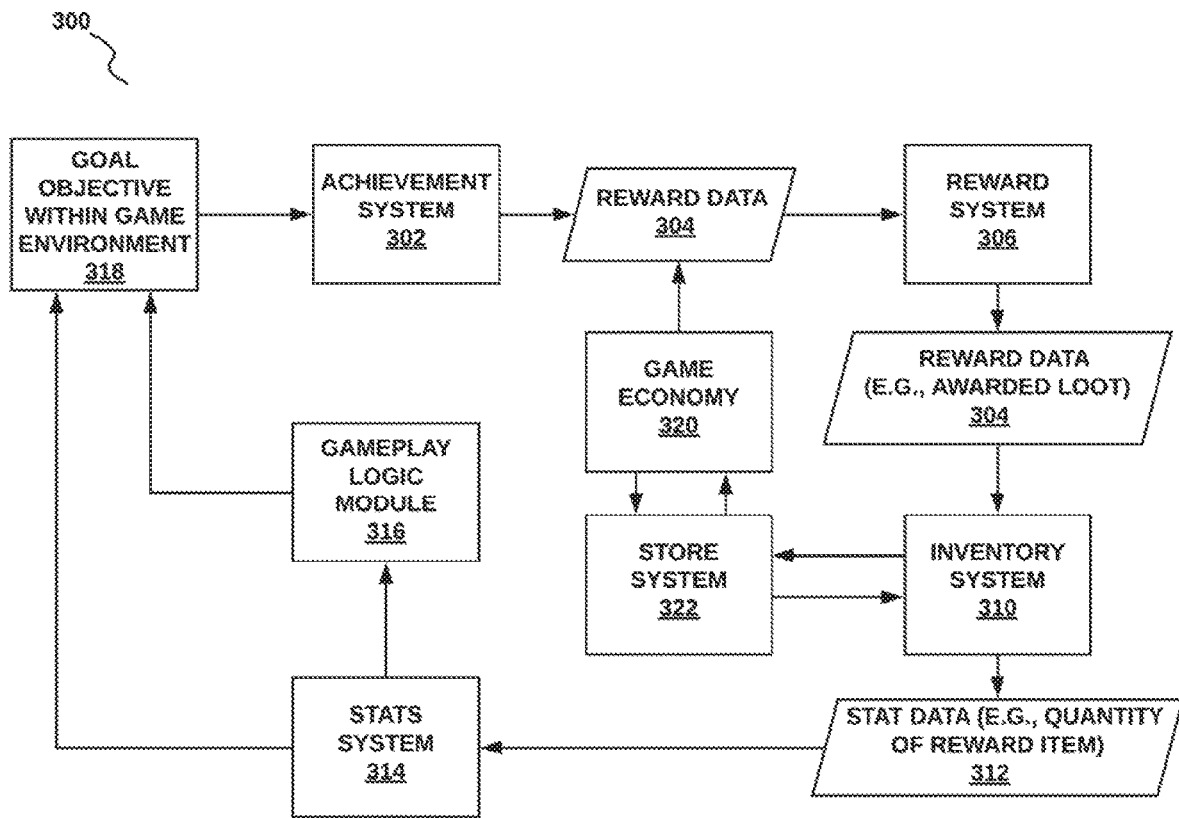 300
GOAL
OBJECTIVE
WITHIN GAME
ENVIRONMENT
318
ACHIEVEMENT
SYSTEM
302
REWARD DATA
304
REWARD
SYSTEM
306
REWARD DATA
(E.G., AWARDED LOOT)
304
GAME
ECONOMY
320
GAMEPLAY
LOGIC
MODULE
316
STORE
SYSTEM
322
INVENTORY
SYSTEM
310
STATS
SYSTEM
314
STAT DATA (E.G., QUANTITY
OF REWARD ITEM)
312